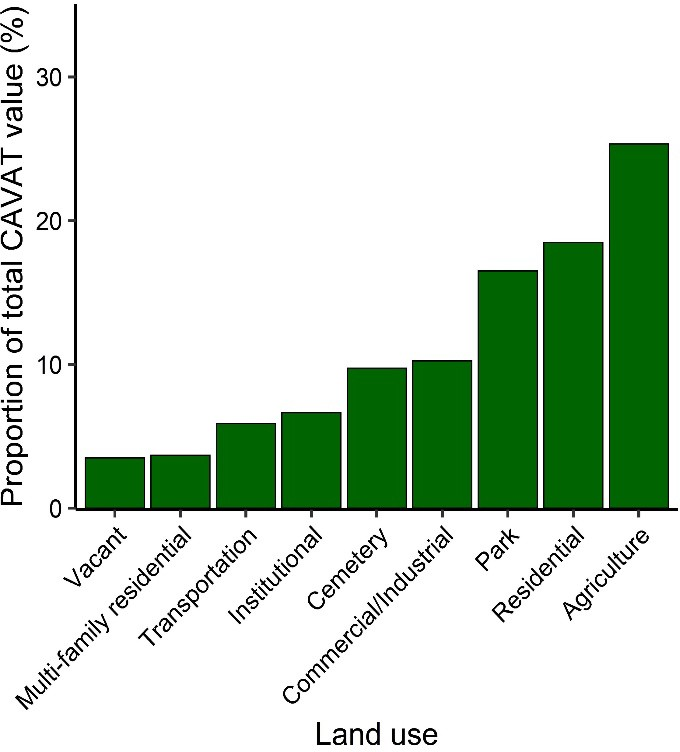 Proportion of total CAVAT value (%)
30
20
10
0
Vacant
Multi-family residential
Transportation
Institutional
Cemetery
Commercial/Industrial
Park
Residential
Agriculture
Land use